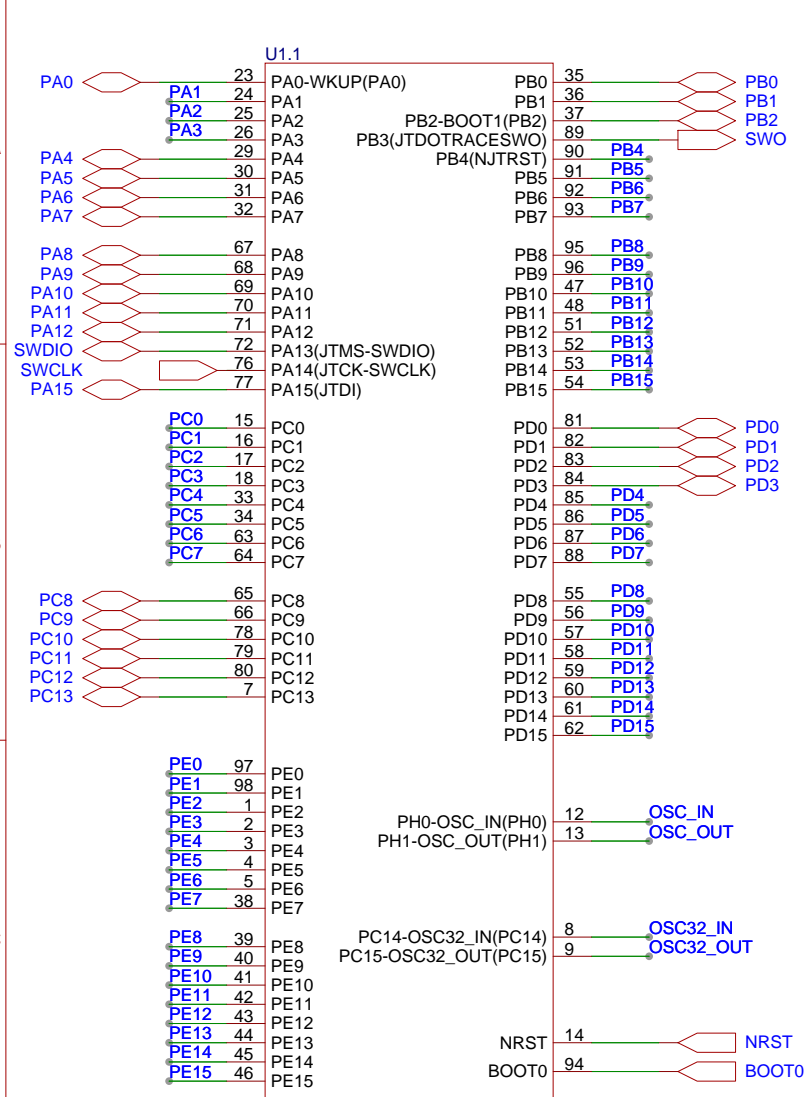 U1.1
PA0 23 PA0-WKUP(PA0) PB0 35 PB0
PA1 24 PA1 PB1 36 PB1
PA2 25 PA2 PB2-BOOT1(PB2) 37 PB2
PA3 26 PA3 PB3(JTDOTRACESWO) 89 SWO
PA4 29 PA4 PB4(NJTRST) 90 PB4
PA5 30 PA5 PB5 91 PB5
PA6 31 PA6 PB6 92 PB6
PA7 32 PA7 PB7 93 PB7
PA8 67 PA8 PB8 95 PB8
PA9 68 PA9 PB9 96 PB9
PA10 69 PA10 PB10 47 PB10
PA11 70 PA11 PB11 48 PB11
PA12 71 PA12 PB12 51 PB12
SWDIO 72 PA13(JTMS-SWDIO) PB13 52 PB13
SWCLK 76 PA14(JTCK-SWCLK) PB14 53 PB14
PA15 77 PA15(JTDI) PB15 54 PB15
PC0 15 PC0 PD0 81 PD0
PC1 16 PC1 PD1 82 PD1
PC2 17 PC2 PD2 83 PD2
PC3 18 PC3 PD3 84 PD3
PC4 33 PC4 PD4 85 PD4
PC5 34 PC5 PD5 86 PD5
PC6 63 PC6 PD6 87 PD6
PC7 64 PC7 PD7 88 PD7
PC8 65 PC8 PD8 55 PD8
PC9 66 PC9 PD9 56 PD9
PC10 78 PC10 PD10 57 PD10
PC11 79 PC11 PD11 58 PD11
PC12 80 PC12 PD12 59 PD12
PC13 7 PC13 PD13 60 PD13
PD14 61 PD14
PD15 62 PD15
PE0 97 PE0
PE1 98 PE1
PE2 1 PE2 PH0-OSC_IN(PH0) 12 OSC_IN
PE3 2 PE3 PH1-OSC_OUT(PH1) 13 OSC_OUT
PE4 3 PE4
PE5 4 PE5
PE6 5 PE6
PE7 38 PE7
PE8 39 PE8 PC14-OSC32_IN(PC14) 8 OSC32_IN
PE9 40 PE9 PC15-OSC32_OUT(PC15) 9 OSC32_OUT
PE10 41 PE10
PE11 42 PE11
PE12 43 PE12
PE13 44 PE13 NRST 14 NRST
PE14 45 PE14 BOOT0 94 BOOT0
PE15 46 PE15